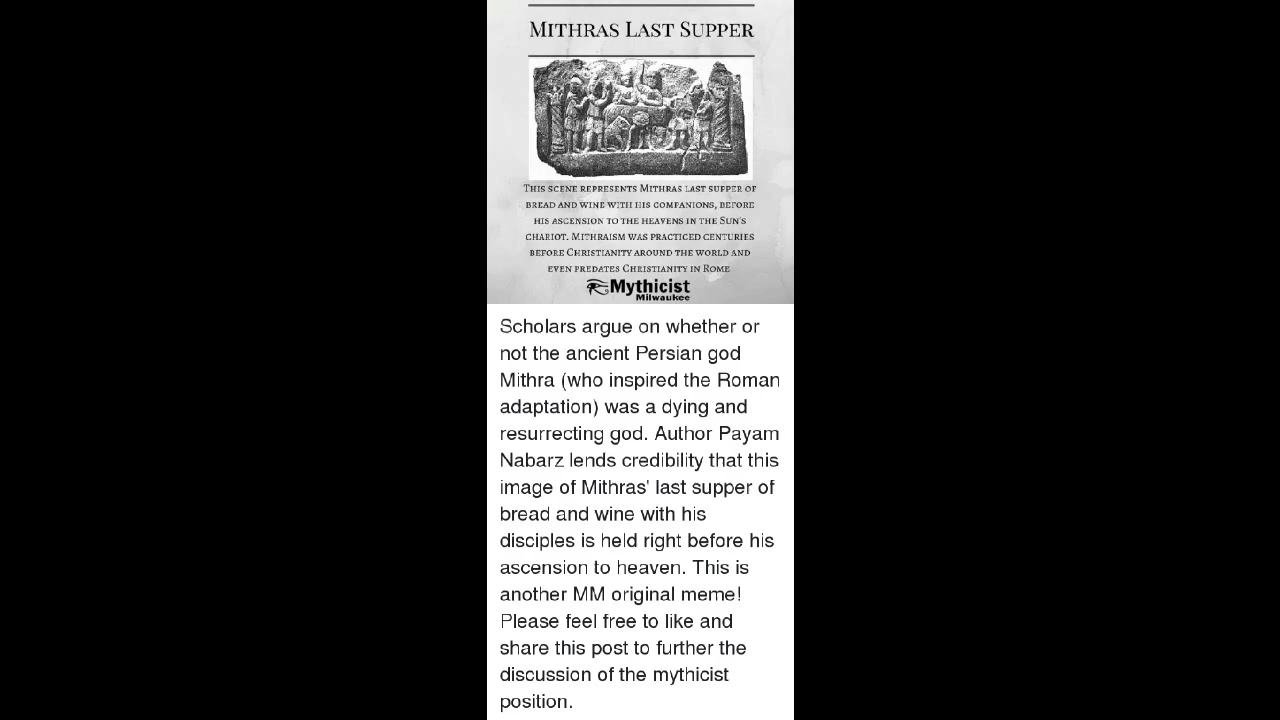 MITHRAS LAST SUPPER
THIS SCENE REPRESENTS MITHRAS LAST SUPPER OF
BREAD AND WINE WITH HIS COMPANIONS, BEFORE
HIS ASCENSION TO THE HEAVENS IN THE SUN'S
CHARIOT. MITHRAISM WAS PRACTICED CENTURIES
BEFORE CHRISTIANITY AROUND THE WORLD AND
EVEN PREDATES CHRISTIANITY IN ROME
Mythicist
Milwaukee
Scholars argue on whether or
not the ancient Persian god
Mithra (who inspired the Roman
adaptation) was a dying and
resurrecting god. Author Payam
Nabarz lends credibility that this
image of Mithras' last supper of
bread and wine with his
disciples is held right before his
ascension to heaven. This is
another MM original meme!
Please feel free to like and
share this post to further the
discussion of the mythicist
position.